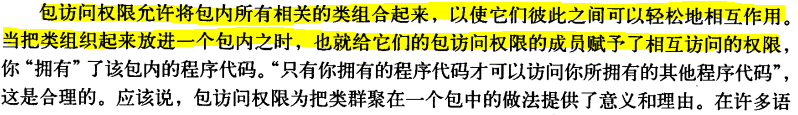 包访问权限允许将包内所有相关的类组合起来，以使它们彼此之间可以轻松地相互作用。
当把类组织起来放进一个包内之时，也就给它们的包访问权限的成员赋予了相互访问的权限，
你“拥有”了该包内的程序代码。“只有你拥有的程序代码才可以访问你所拥有的其他程序代码”，
这是合理的。应该说，包访问权限为把类群聚在一个包中的做法提供了意义和理由。在许多语